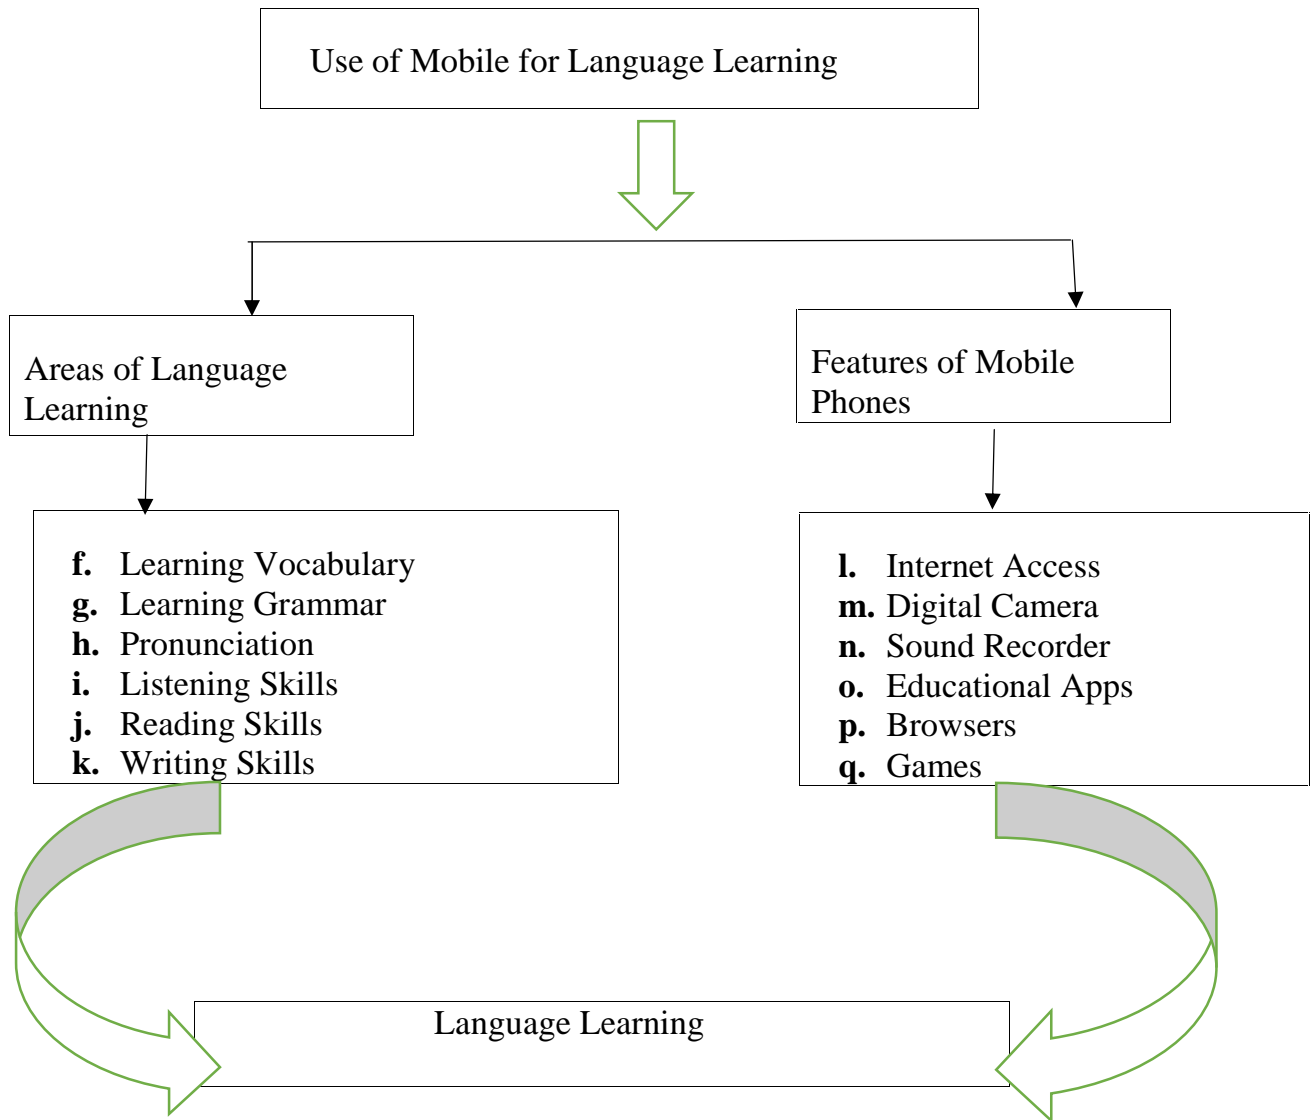 Use of Mobile for Language Learning
Areas of Language
Learning
Features of Mobile
Phones
f. Learning Vocabulary
g. Learning Grammar
h. Pronunciation
i. Listening Skills
j. Reading Skills
k. Writing Skills
l. Internet Access
m. Digital Camera
n. Sound Recorder
o. Educational Apps
p. Browsers
q. Games
Language Learning